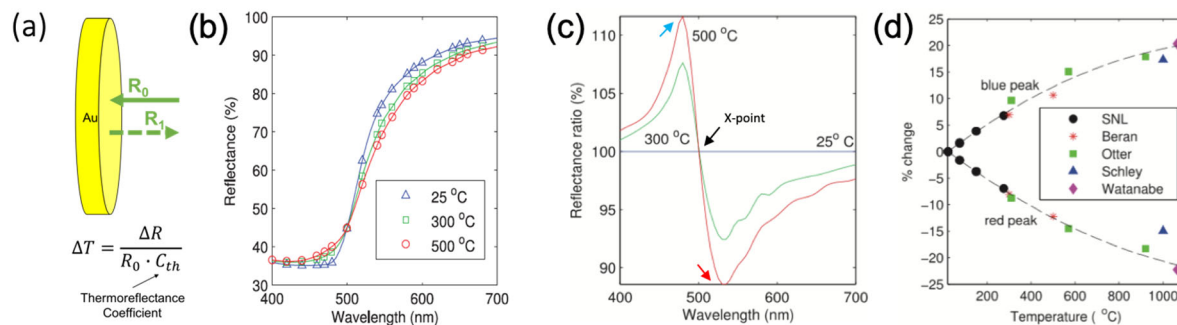 (a)
R0
R1
Au
ΔT = ΔR / (R0 · Cth)
Thermoreflectance
Coefficient
(b)
Reflectance (%)
100
90
80
70
60
50
40
30
400
500
600
700
Wavelength (nm)
25 °C
300 °C
500 °C
(c)
Reflectance ratio (%)
110
105
100
95
90
400
500
600
700
Wavelength (nm)
500 °C
300 °C
X-point
25 °C
(d)
% change
25
20
15
10
5
0
-5
-10
-15
-20
-25
200
400
600
800
1000
Temperature ( °C)
blue peak
red peak
SNL
Beran
Otter
Schley
Watanabe